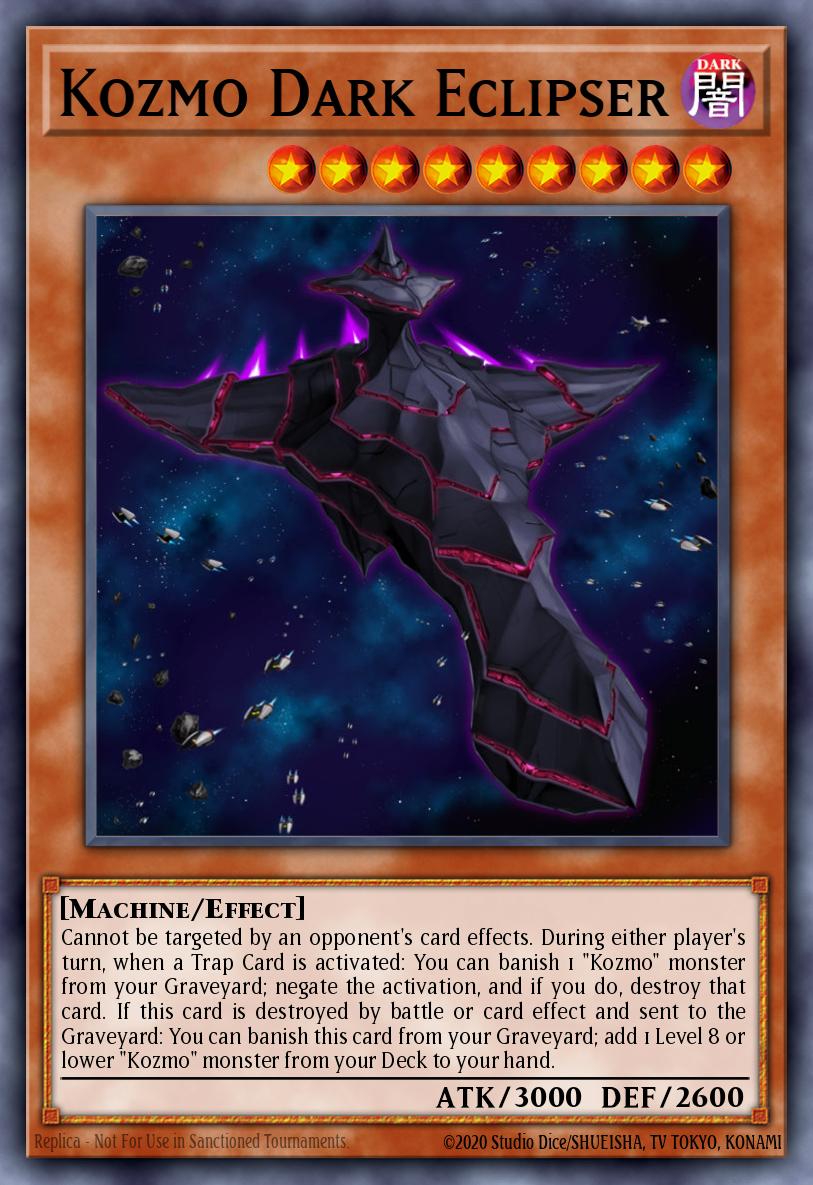 Kozmo Dark Eclipser
DARK
闇
[Machine/Effect]
Cannot be targeted by an opponent's card effects. During either player's
turn, when a Trap Card is activated: You can banish 1 "Kozmo" monster
from your Graveyard; negate the activation, and if you do, destroy that
card. If this card is destroyed by battle or card effect and sent to the
Graveyard: You can banish this card from your Graveyard; add 1 Level 8 or
lower "Kozmo" monster from your Deck to your hand.
ATK/3000 DEF/2600
Replica - Not For Use in Sanctioned Tournaments.
©2020 Studio Dice/SHUEISHA, TV TOKYO, KONAMI